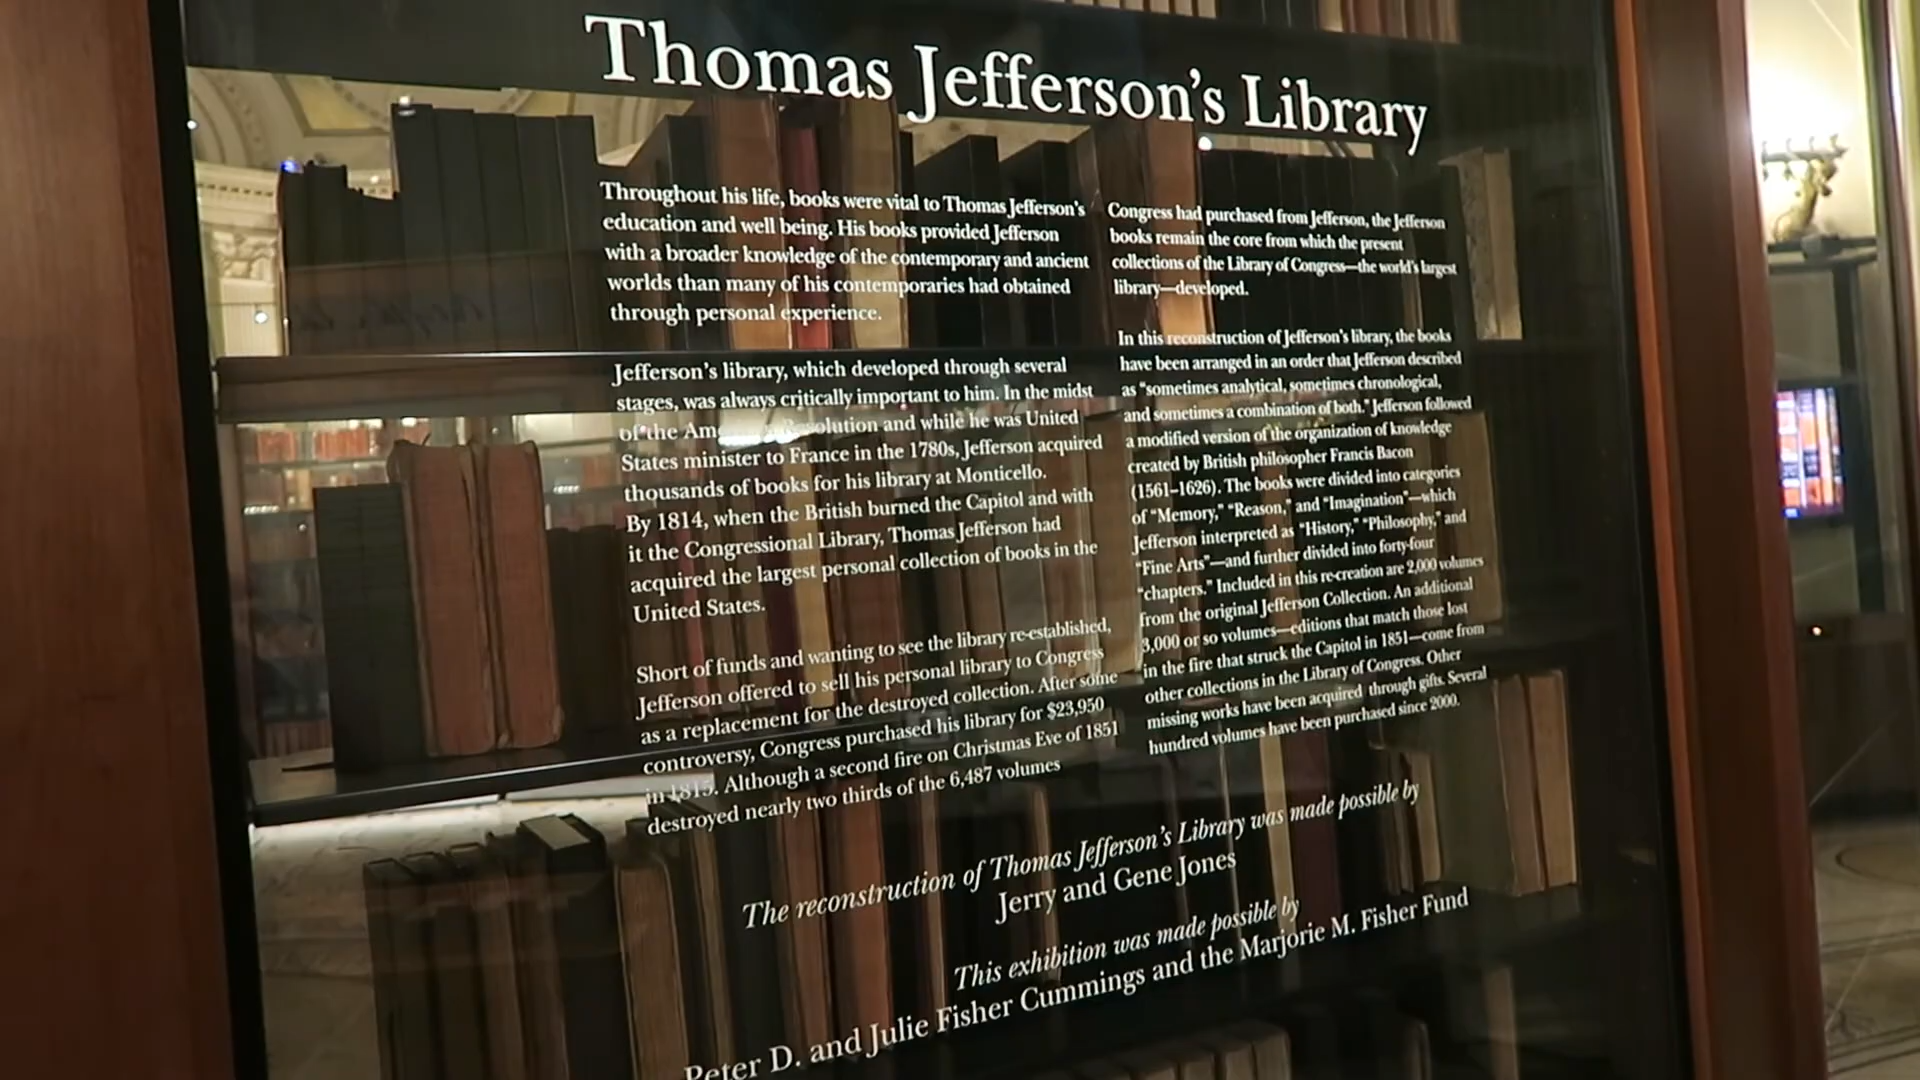 Thomas Jefferson's Library
Throughout his life, books were vital to Thomas Jefferson's
education and well being. His books provided Jefferson
with a broader knowledge of the contemporary and ancient
worlds than many of his contemporaries had obtained
through personal experience.
Jefferson's library, which developed through several
stages, was always critically important to him. In the midst
of the American Revolution and while he was United
States minister to France in the 1780s, Jefferson acquired
thousands of books for his library at Monticello.
By 1814, when the British burned the Capitol and with
it the Congressional Library, Thomas Jefferson had
acquired the largest personal collection of books in the
United States.
Short of funds and wanting to see the library re-established,
Jefferson offered to sell his personal library to Congress
as a replacement for the destroyed collection. After some
controversy, Congress purchased his library for $23,950
in 1815. Although a second fire on Christmas Eve of 1851
destroyed nearly two thirds of the 6,487 volumes
Congress had purchased from Jefferson, the Jefferson
books remain the core from which the present
collections of the Library of Congress—the world's largest
library—developed.
In this reconstruction of Jefferson's library, the books
have been arranged in an order that Jefferson described
as "sometimes analytical, sometimes chronological,
and sometimes a combination of both." Jefferson followed
a modified version of the organization of knowledge
created by British philosopher Francis Bacon
(1561–1626). The books were divided into categories
of "Memory," "Reason," and "Imagination"—which
Jefferson interpreted as "History," "Philosophy," and
"Fine Arts"—and further divided into forty-four
"chapters." Included in this re-creation are 2,000 volumes
from the original Jefferson Collection. An additional
3,000 or so volumes—editions that match those lost
in the fire that struck the Capitol in 1851—come from
other collections in the Library of Congress. Other
missing works have been acquired through gifts. Several
hundred volumes have been purchased since 2000.
The reconstruction of Thomas Jefferson's Library was made possible by
Jerry and Gene Jones
This exhibition was made possible by
Peter D. and Julie Fisher Cummings and the Marjorie M. Fisher Fund